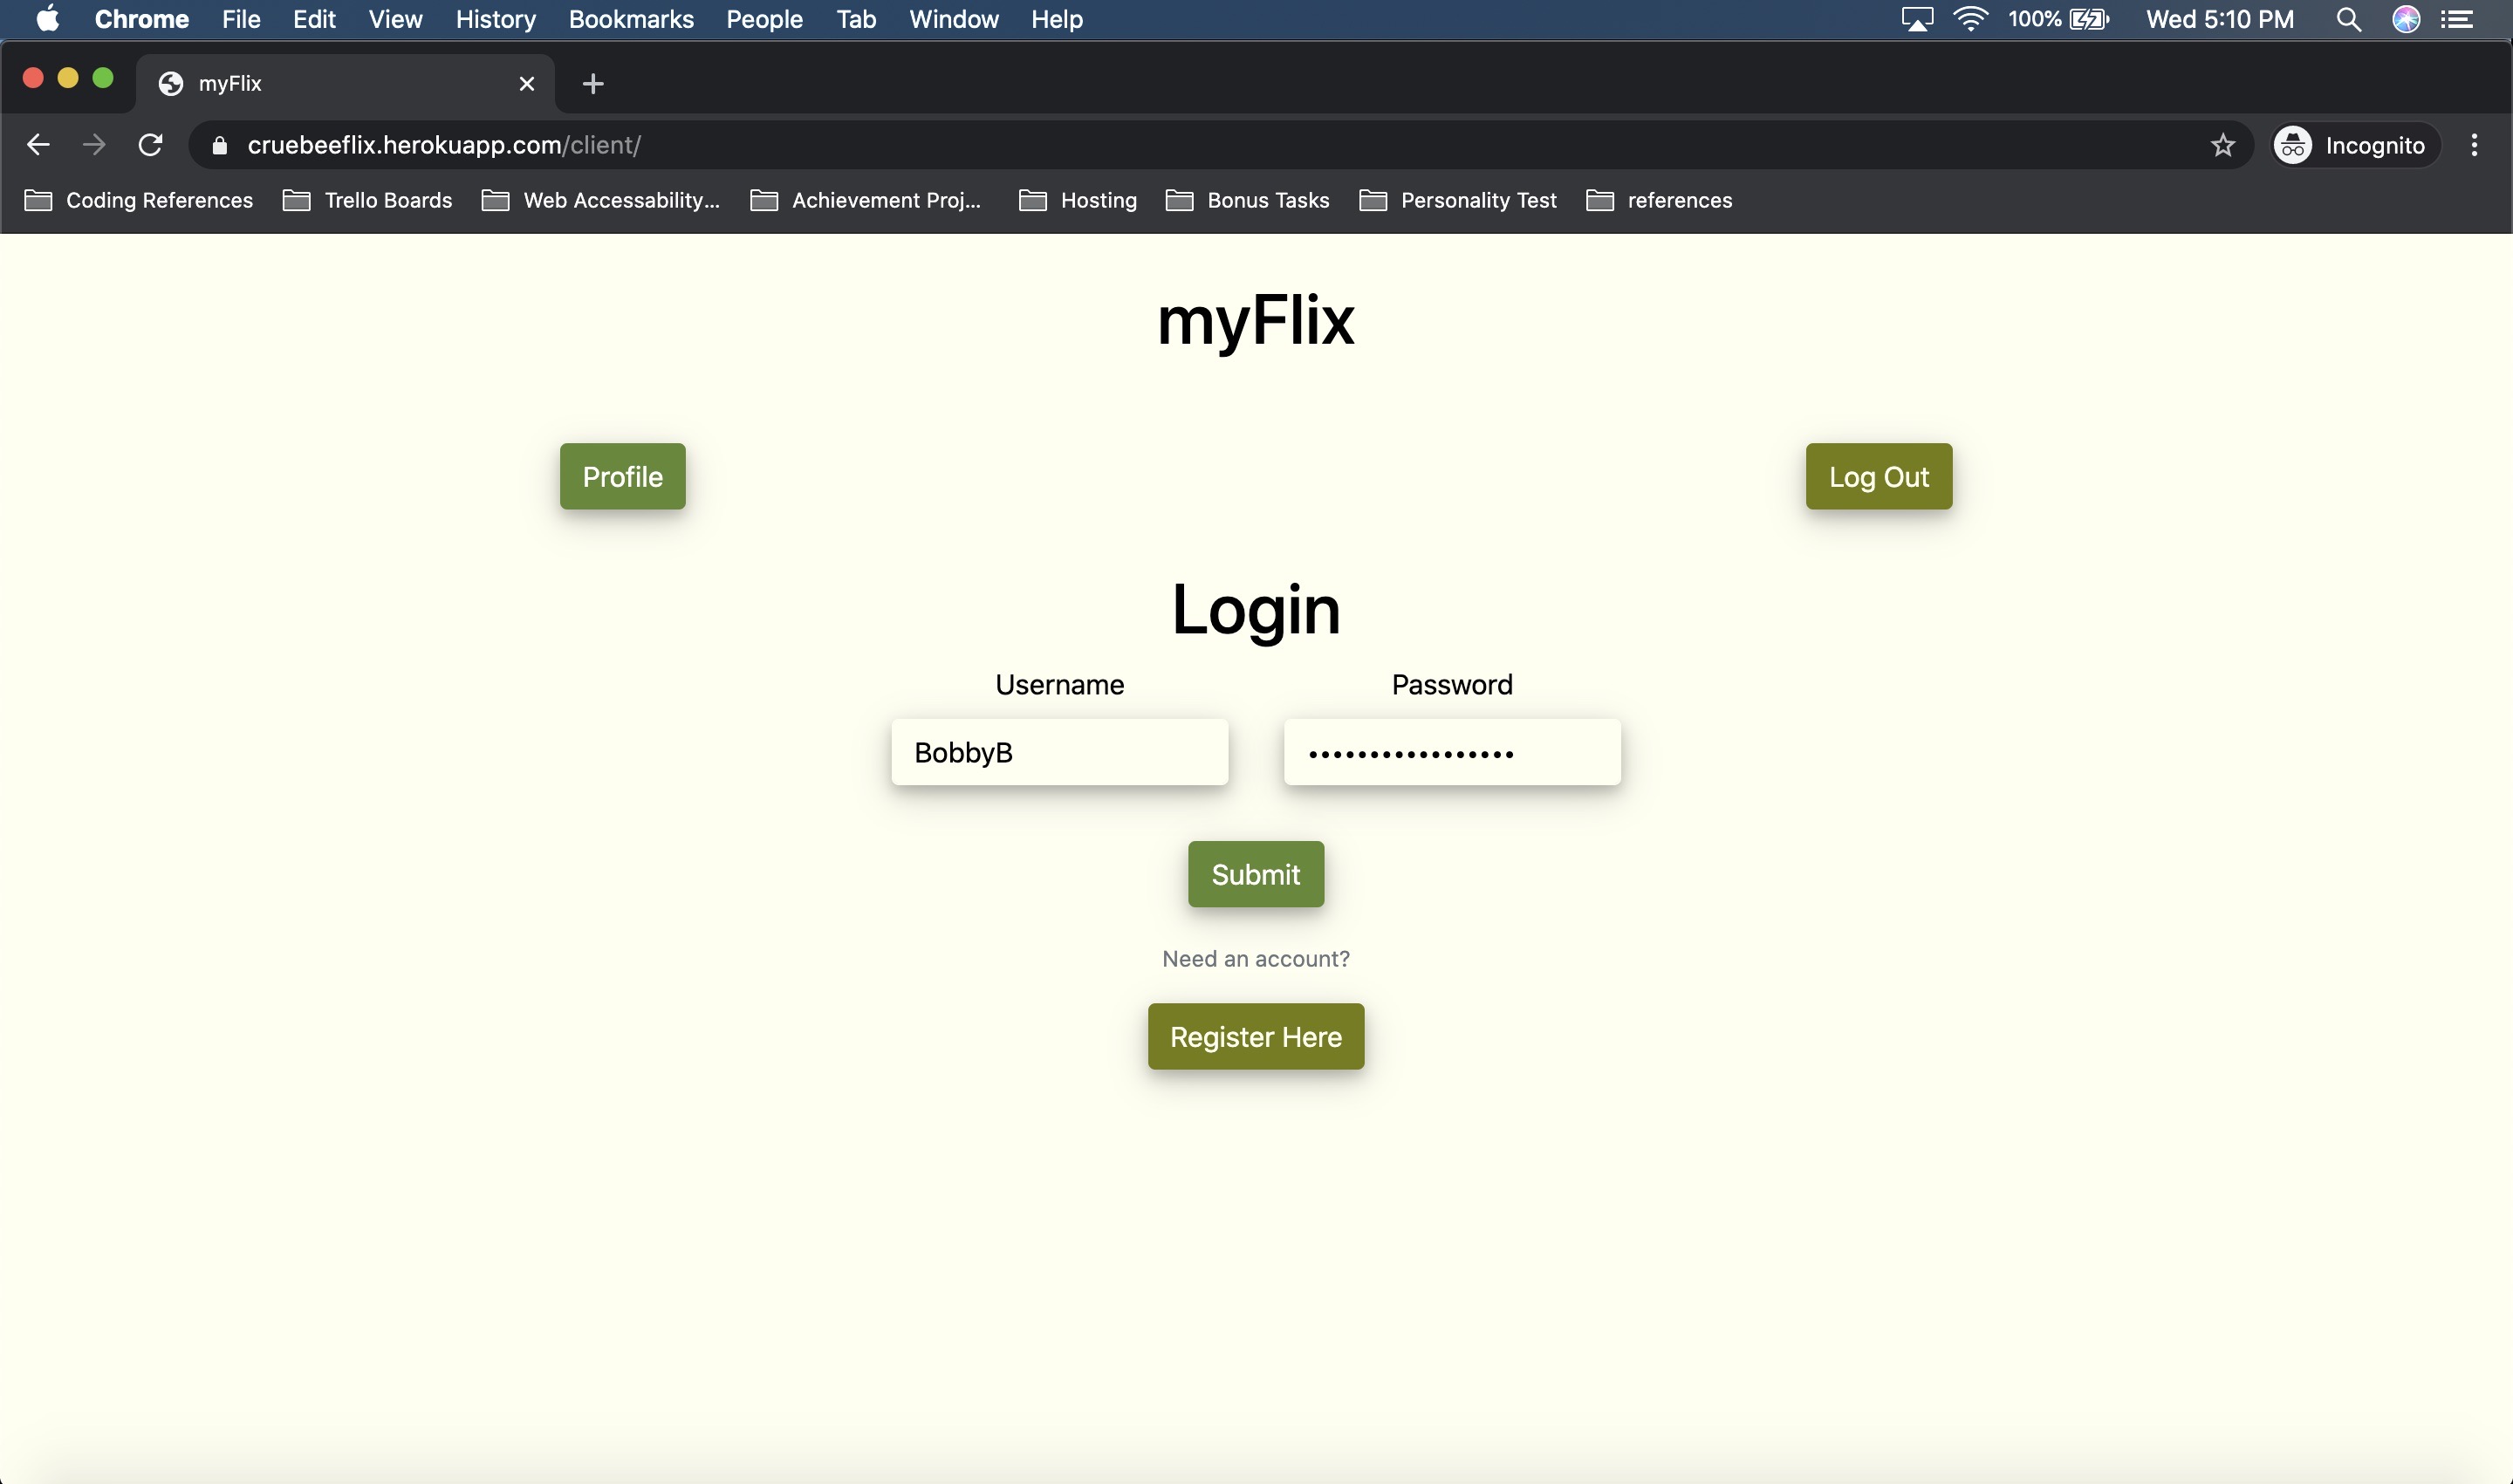 Chrome File Edit View History Bookmarks People Tab Window Help 100% Wed 5:10 PM
myFlix
cruebeeflix.herokuapp.com/client/ Incognito
Coding References Trello Boards Web Accessability... Achievement Proj... Hosting Bonus Tasks Personality Test references
myFlix
Profile Log Out
Login
Username Password
BobbyB •••••••••••••••••
Submit
Need an account?
Register Here